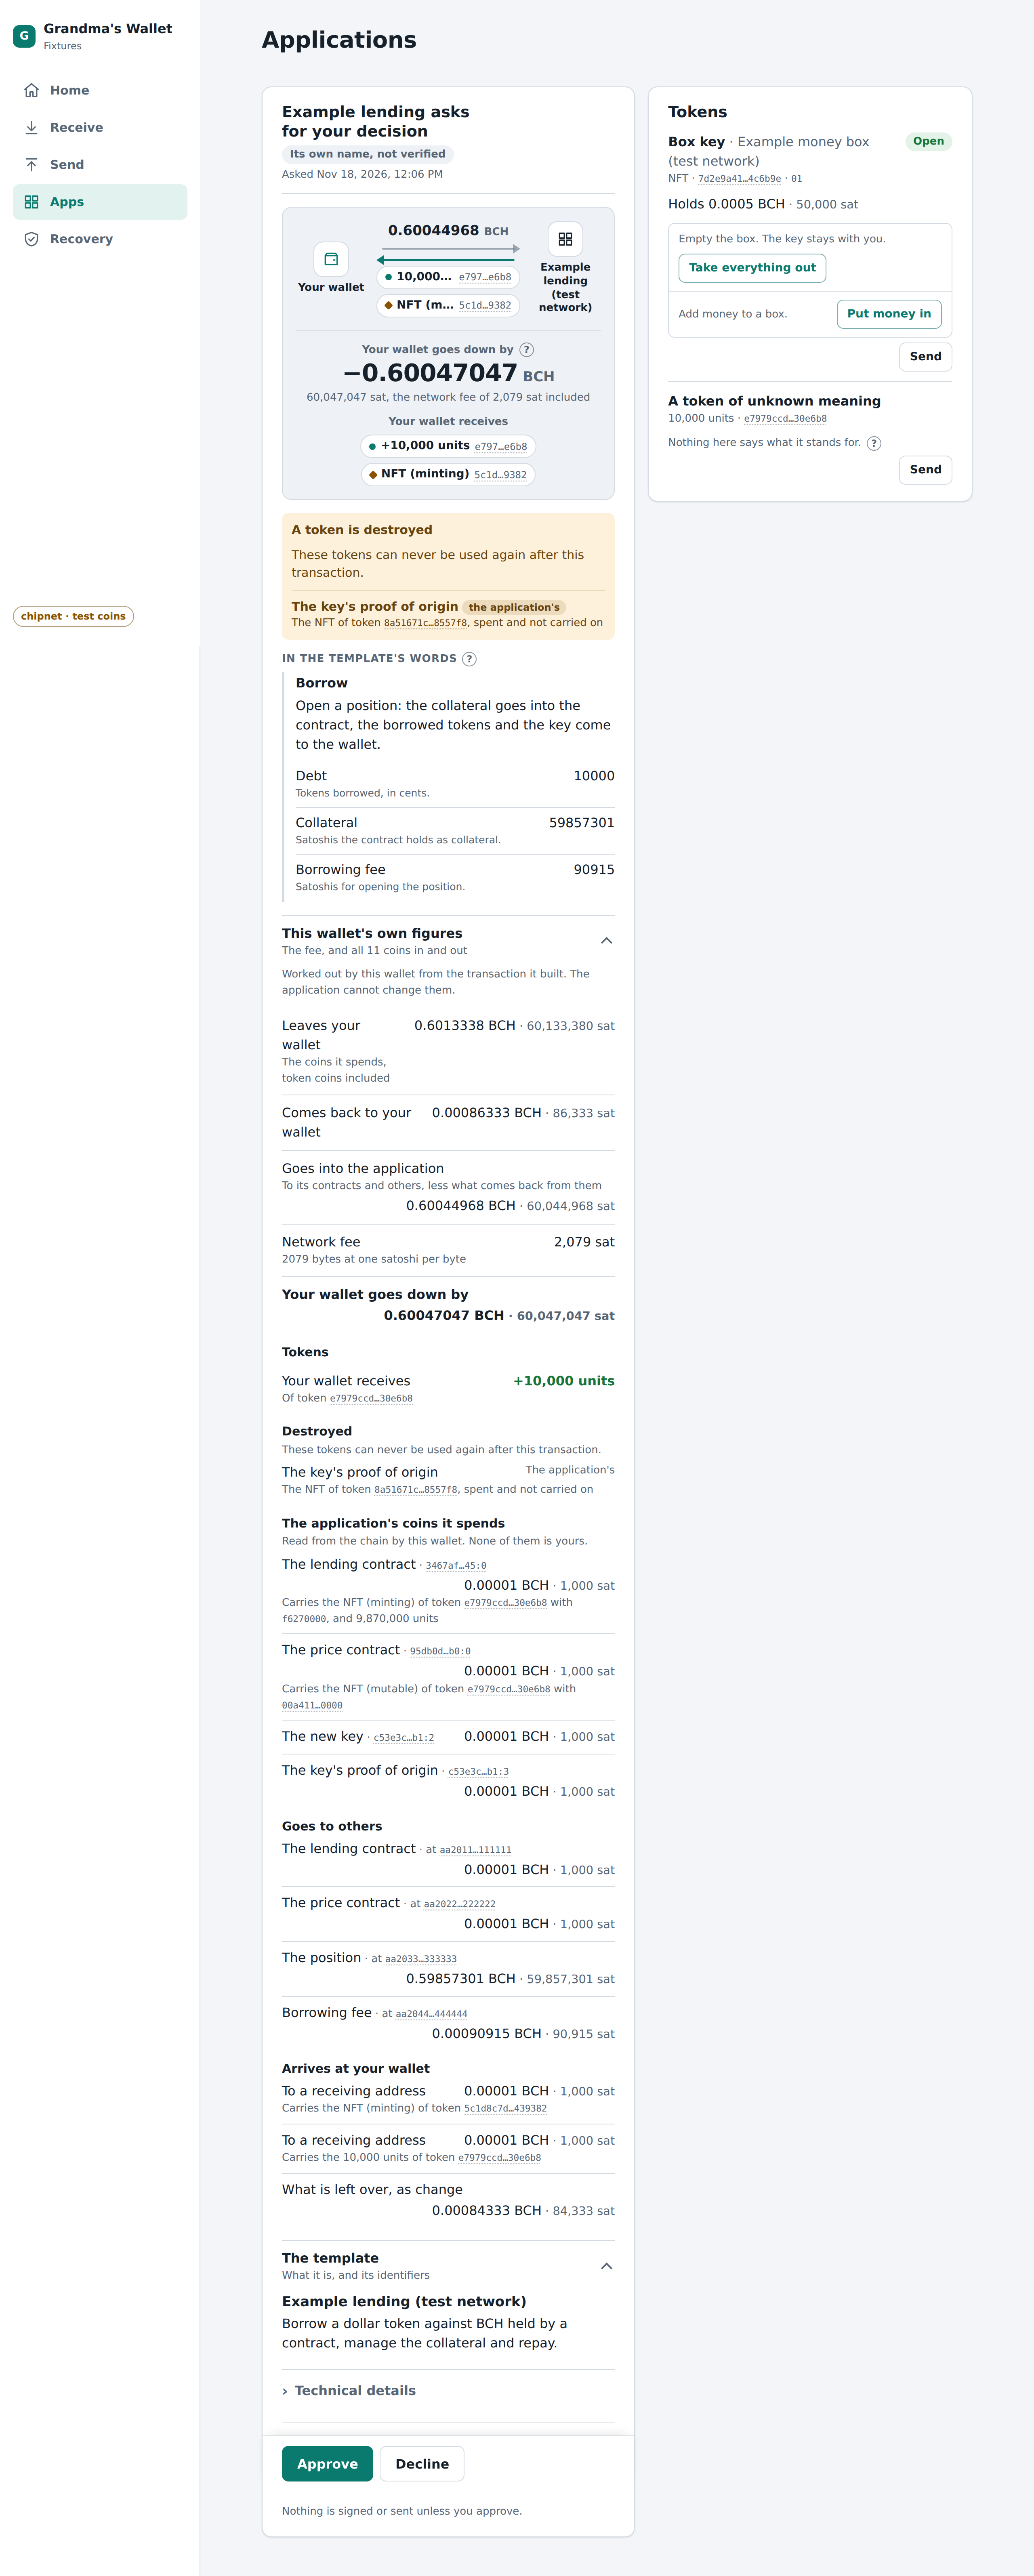 G
Grandma's Wallet
Fixtures
Home
Receive
Send
Apps
Recovery
chipnet · test coins
Applications
Example lending asks
for your decision
Its own name, not verified
Asked Nov 18, 2026, 12:06 PM
0.60044968 BCH
Your wallet
10,000… e797…e6b8
NFT (m… 5c1d…9382
Example
lending
(test
network)
Your wallet goes down by ?
−0.60047047 BCH
60,047,047 sat, the network fee of 2,079 sat included
Your wallet receives
+10,000 units e797…e6b8
NFT (minting) 5c1d…9382
A token is destroyed
These tokens can never be used again after this
transaction.
The key's proof of origin the application's
The NFT of token 8a51671c…8557f8, spent and not carried on
IN THE TEMPLATE'S WORDS ?
Borrow
Open a position: the collateral goes into the
contract, the borrowed tokens and the key come
to the wallet.
Debt 10000
Tokens borrowed, in cents.
Collateral 59857301
Satoshis the contract holds as collateral.
Borrowing fee 90915
Satoshis for opening the position.
This wallet's own figures
The fee, and all 11 coins in and out
Worked out by this wallet from the transaction it built. The
application cannot change them.
Leaves your
wallet
0.6013338 BCH · 60,133,380 sat
The coins it spends,
token coins included
Comes back to your
wallet
0.00086333 BCH · 86,333 sat
Goes into the application
To its contracts and others, less what comes back from them
0.60044968 BCH · 60,044,968 sat
Network fee 2,079 sat
2079 bytes at one satoshi per byte
Your wallet goes down by
0.60047047 BCH · 60,047,047 sat
Tokens
Your wallet receives +10,000 units
Of token e7979ccd…30e6b8
Destroyed
These tokens can never be used again after this transaction.
The key's proof of origin The application's
The NFT of token 8a51671c…8557f8, spent and not carried on
The application's coins it spends
Read from the chain by this wallet. None of them is yours.
The lending contract · 3467af…45:0
0.00001 BCH · 1,000 sat
Carries the NFT (minting) of token e7979ccd…30e6b8 with
f6270000, and 9,870,000 units
The price contract · 95db0d…b0:0
0.00001 BCH · 1,000 sat
Carries the NFT (mutable) of token e7979ccd…30e6b8 with
00a411…0000
The new key · c53e3c…b1:2 0.00001 BCH · 1,000 sat
The key's proof of origin · c53e3c…b1:3
0.00001 BCH · 1,000 sat
Goes to others
The lending contract · at aa2011…111111
0.00001 BCH · 1,000 sat
The price contract · at aa2022…222222
0.00001 BCH · 1,000 sat
The position · at aa2033…333333
0.59857301 BCH · 59,857,301 sat
Borrowing fee · at aa2044…444444
0.00090915 BCH · 90,915 sat
Arrives at your wallet
To a receiving address 0.00001 BCH · 1,000 sat
Carries the NFT (minting) of token 5c1d8c7d…439382
To a receiving address 0.00001 BCH · 1,000 sat
Carries the 10,000 units of token e7979ccd…30e6b8
What is left over, as change
0.00084333 BCH · 84,333 sat
The template
What it is, and its identifiers
Example lending (test network)
Borrow a dollar token against BCH held by a
contract, manage the collateral and repay.
› Technical details
Approve
Decline
Nothing is signed or sent unless you approve.
Tokens
Box key · Example money box
(test network)
Open
NFT · 7d2e9a41…4c6b9e · 01
Holds 0.0005 BCH · 50,000 sat
Empty the box. The key stays with you.
Take everything out
Add money to a box.
Put money in
Send
A token of unknown meaning
10,000 units · e7979ccd…30e6b8
Nothing here says what it stands for. ?
Send